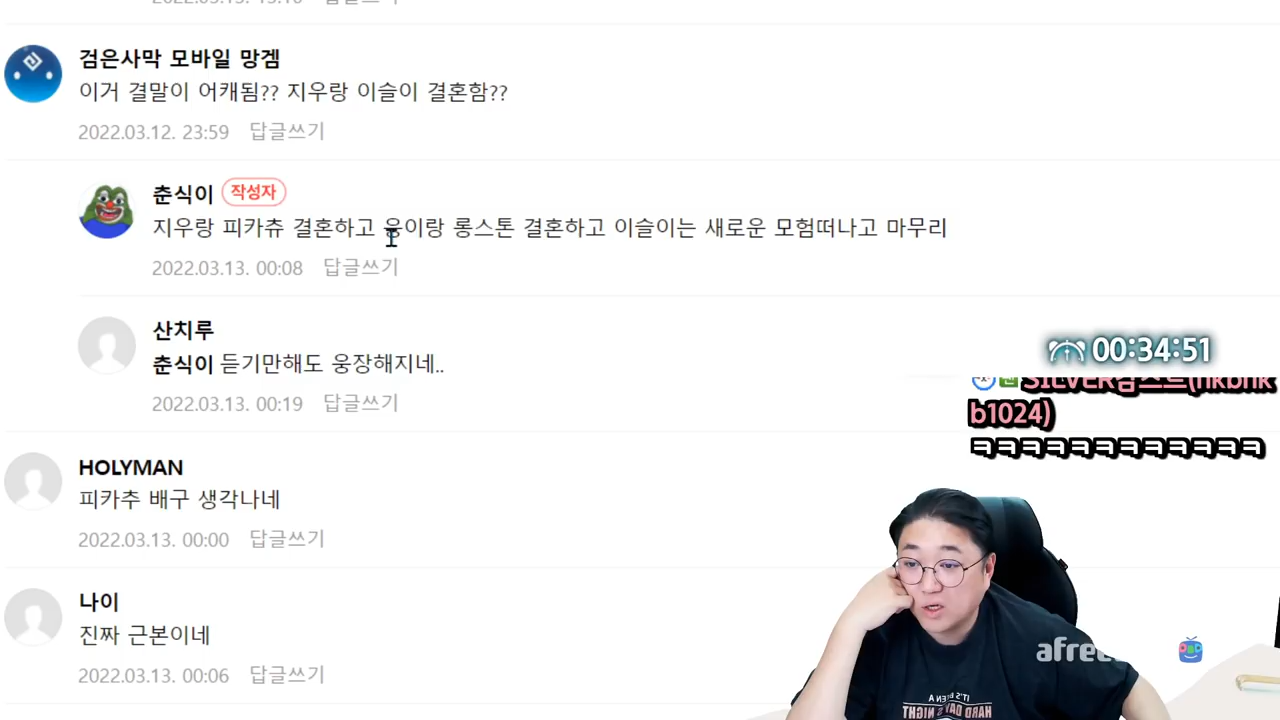 검은사막 모바일 망겜
이거 결말이 어캐됨?? 지우랑 이슬이 결혼함??
2022.03.12. 23:59 답글쓰기
춘식이 작성자
지우랑 피카츄 결혼하고 웅이랑 롱스톤 결혼하고 이슬이는 새로운 모험떠나고 마무리
2022.03.13. 00:08 답글쓰기
산치루
춘식이 듣기만해도 웅장해지네..
2022.03.13. 00:19 답글쓰기
00:34:51
b1024)
ㅋㅋㅋㅋㅋㅋㅋㅋㅋㅋㅋㅋ
HOLYMAN
피카추 배구 생각나네
2022.03.13. 00:00 답글쓰기
나이
진짜 근본이네
2022.03.13. 00:06 답글쓰기
IT'S BEEN A
HARD DAY'S NIGHT